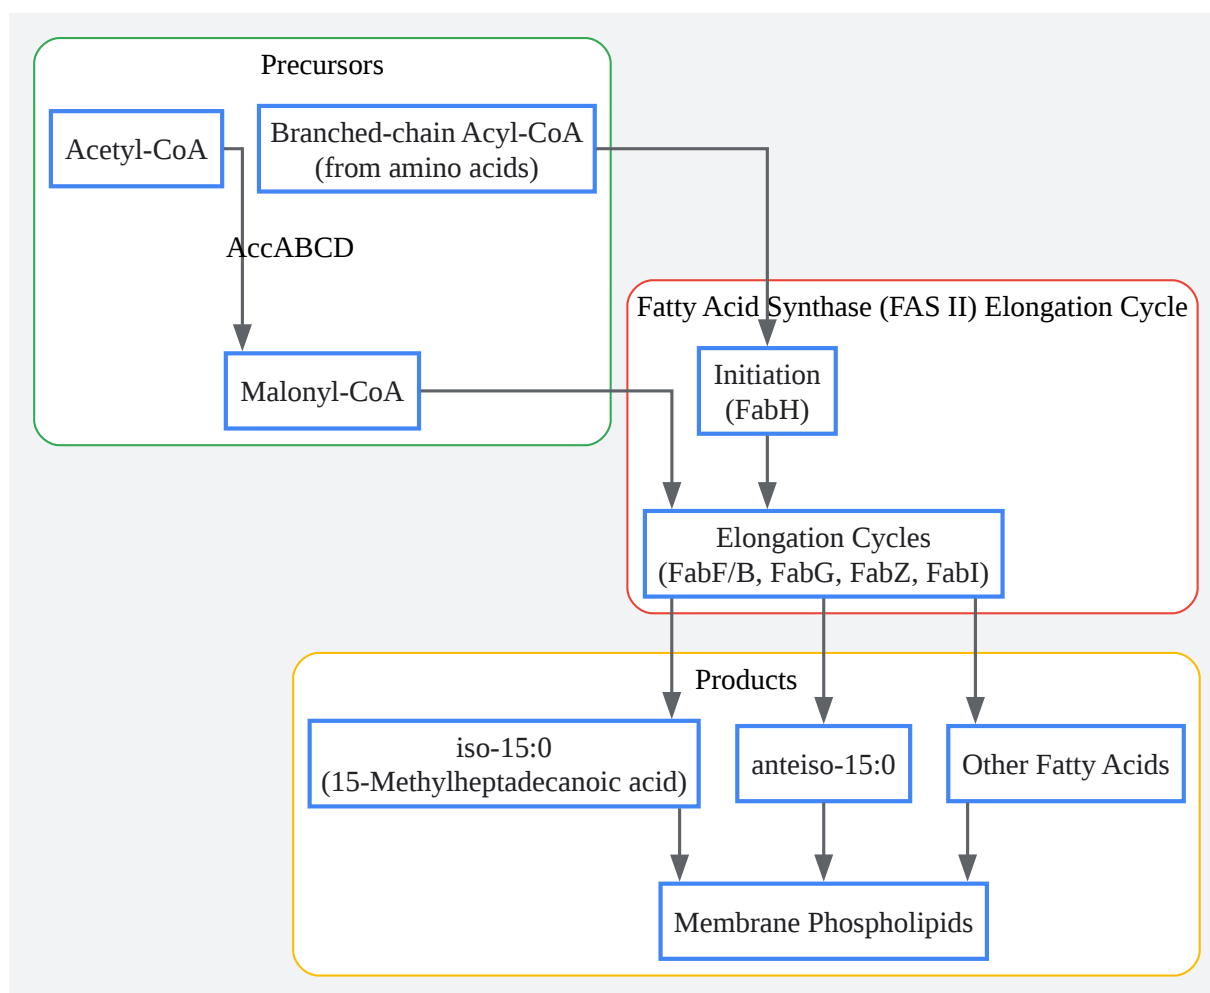 Precursors
Acetyl-CoA
Branched-chain Acyl-CoA
(from amino acids)
AccABCD
Malonyl-CoA
Fatty Acid Synthase (FAS II) Elongation Cycle
Initiation
(FabH)
Elongation Cycles
(FabF/B, FabG, FabZ, FabI)
Products
iso-15:0
(15-Methylheptadecanoic acid)
anteiso-15:0
Other Fatty Acids
Membrane Phospholipids